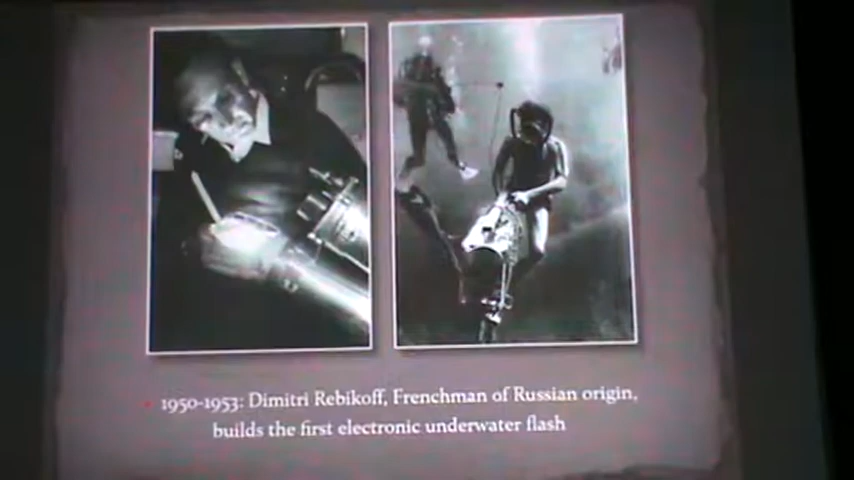 1950-1953: Dimitri Rebikoff, Frenchman of Russian origin,
builds the first electronic underwater flash